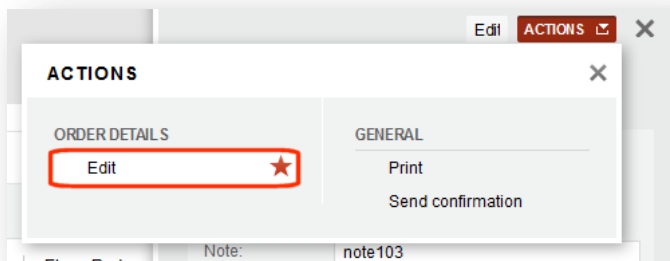 Edit ACTIONS
ACTIONS
ORDER DETAILS
Edit
GENERAL
Print
Send confirmation
Note: note103